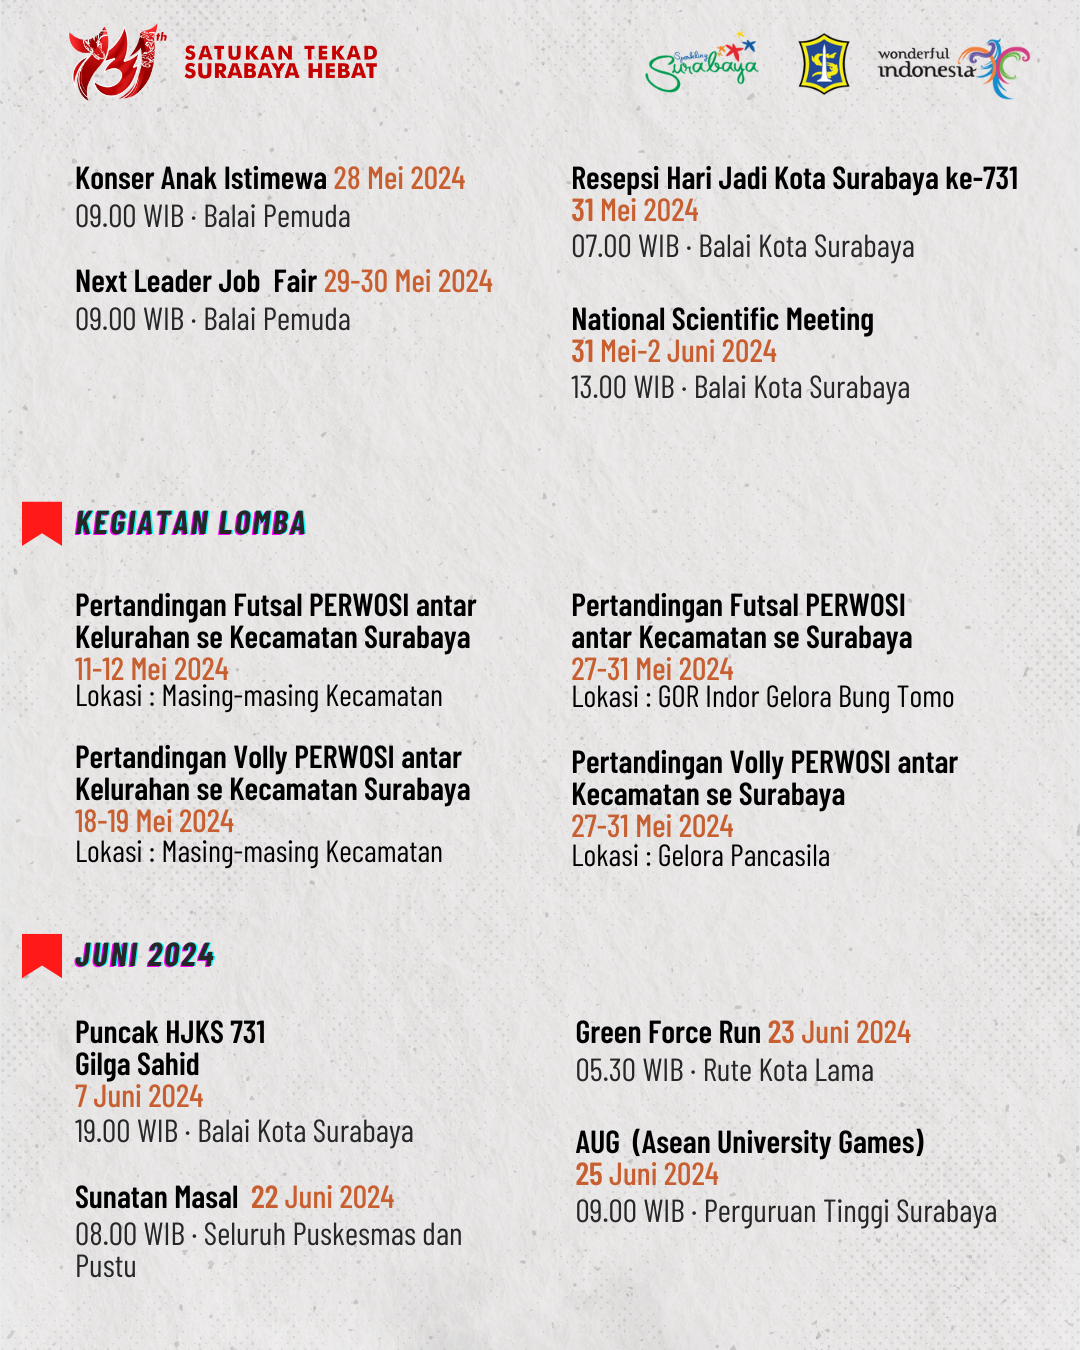 731th
SATUKAN TEKAD
SURABAYA HEBAT
Sparkling
Surabaya
wonderful
indonesia
Konser Anak Istimewa 28 Mei 2024
09.00 WIB · Balai Pemuda
Next Leader Job  Fair 29-30 Mei 2024
09.00 WIB · Balai Pemuda
Resepsi Hari Jadi Kota Surabaya ke-731
31 Mei 2024
07.00 WIB · Balai Kota Surabaya
National Scientific Meeting
31 Mei-2 Juni 2024
13.00 WIB · Balai Kota Surabaya
KEGIATAN LOMBA
Pertandingan Futsal PERWOSI antar
Kelurahan se Kecamatan Surabaya
11-12 Mei 2024
Lokasi : Masing-masing Kecamatan
Pertandingan Volly PERWOSI antar
Kelurahan se Kecamatan Surabaya
18-19 Mei 2024
Lokasi : Masing-masing Kecamatan
Pertandingan Futsal PERWOSI
antar Kecamatan se Surabaya
27-31 Mei 2024
Lokasi : GOR Indor Gelora Bung Tomo
Pertandingan Volly PERWOSI antar
Kecamatan se Surabaya
27-31 Mei 2024
Lokasi : Gelora Pancasila
JUNI 2024
Puncak HJKS 731
Gilga Sahid
7 Juni 2024
19.00 WIB · Balai Kota Surabaya
Sunatan Masal  22 Juni 2024
08.00 WIB · Seluruh Puskesmas dan
Pustu
Green Force Run 23 Juni 2024
05.30 WIB · Rute Kota Lama
AUG  (Asean University Games)
25 Juni 2024
09.00 WIB · Perguruan Tinggi Surabaya